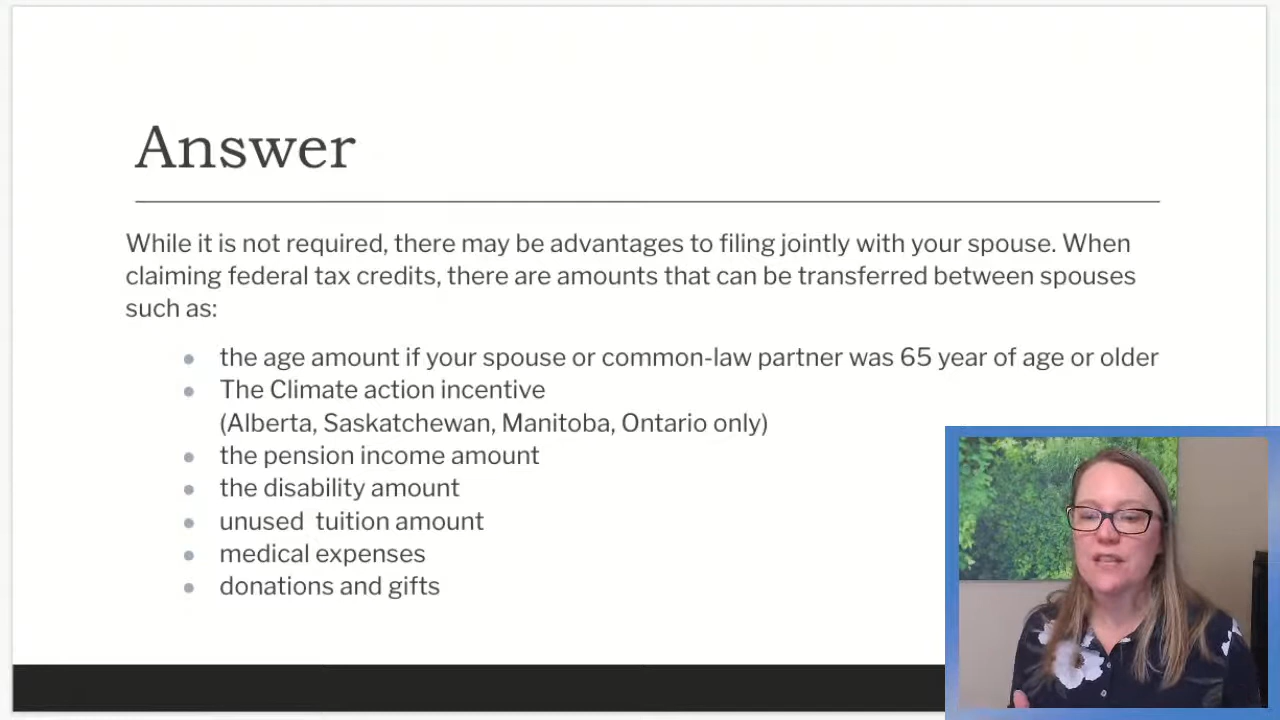 Answer
While it is not required, there may be advantages to filing jointly with your spouse. When
claiming federal tax credits, there are amounts that can be transferred between spouses
such as:
the age amount if your spouse or common-law partner was 65 year of age or older
The Climate action incentive
(Alberta, Saskatchewan, Manitoba, Ontario only)
the pension income amount
the disability amount
unused tuition amount
medical expenses
donations and gifts